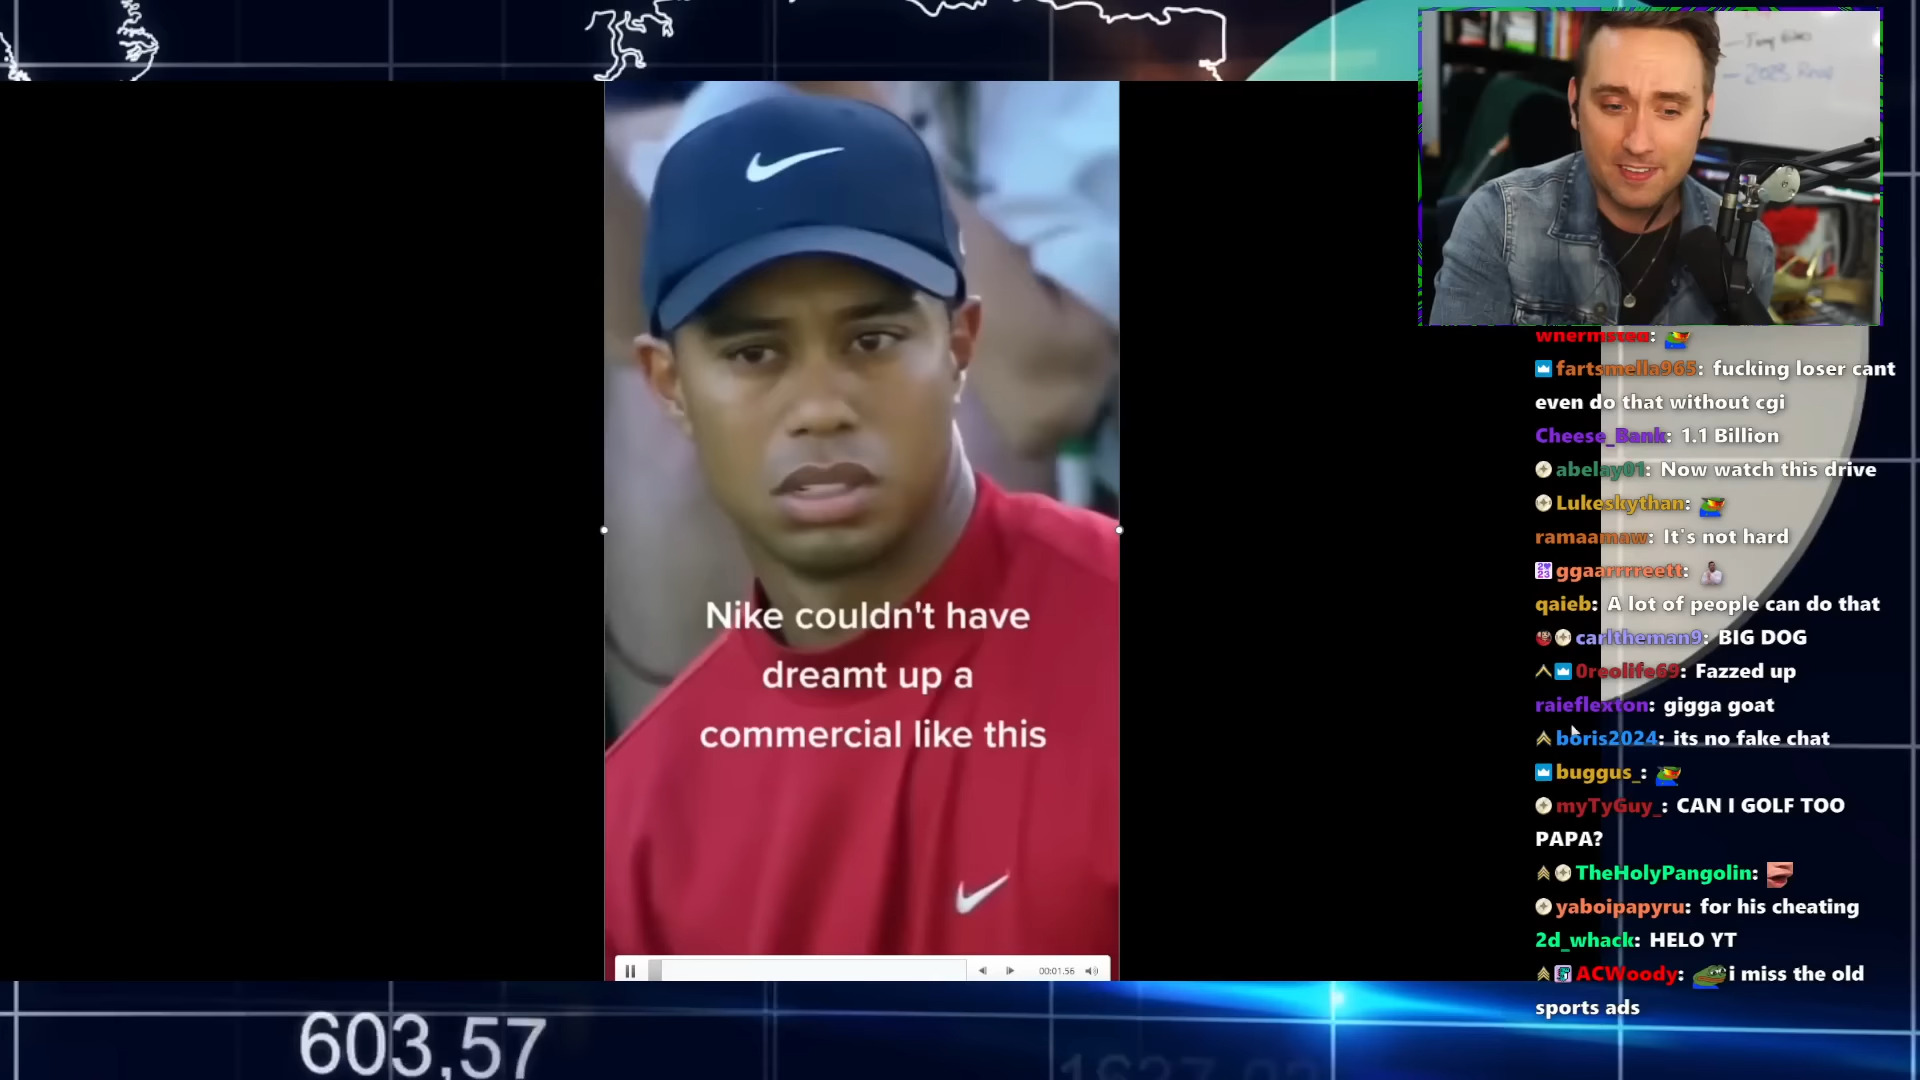 Nike couldn't have
dreamt up a
commercial like this
00:01.56
603,57
2023 
whermsted:
fartsmella965: fucking loser cant
even do that without cgi
Cheese_Bank: 1.1 Billion
abelay01: Now watch this drive
Lukeskythan:
ramaamaw: It's not hard
ggaarrrreett:
qaieb: A lot of people can do that
carltheman9: BIG DOG
0reolife69: Fazzed up
raieflexton: gigga goat
boris2024: its no fake chat
buggus_:
myTyGuy_: CAN I GOLF TOO
PAPA?
TheHolyPangolin:
yaboipapyru: for his cheating
2d_whack: HELO YT
ACWoody: i miss the old
sports ads